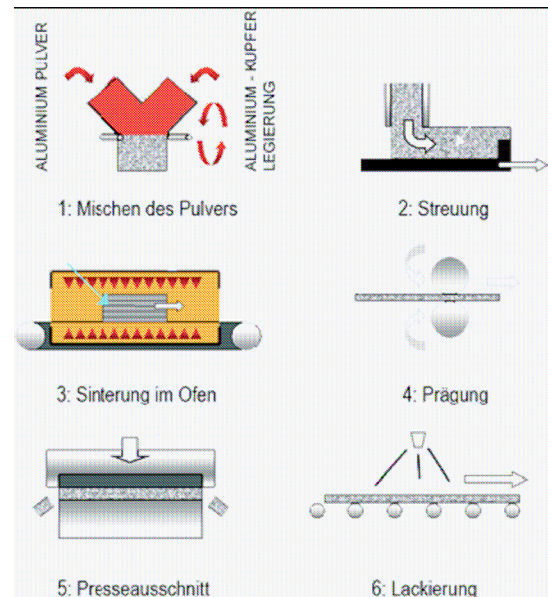 ALUMINIUM PULVER
ALUMINIUM - KUPFER
LEGIERUNG
1: Mischen des Pulvers
2: Streuung
3: Sinterung im Ofen
4: Prägung
5: Presseausschnitt
6: Lackierung